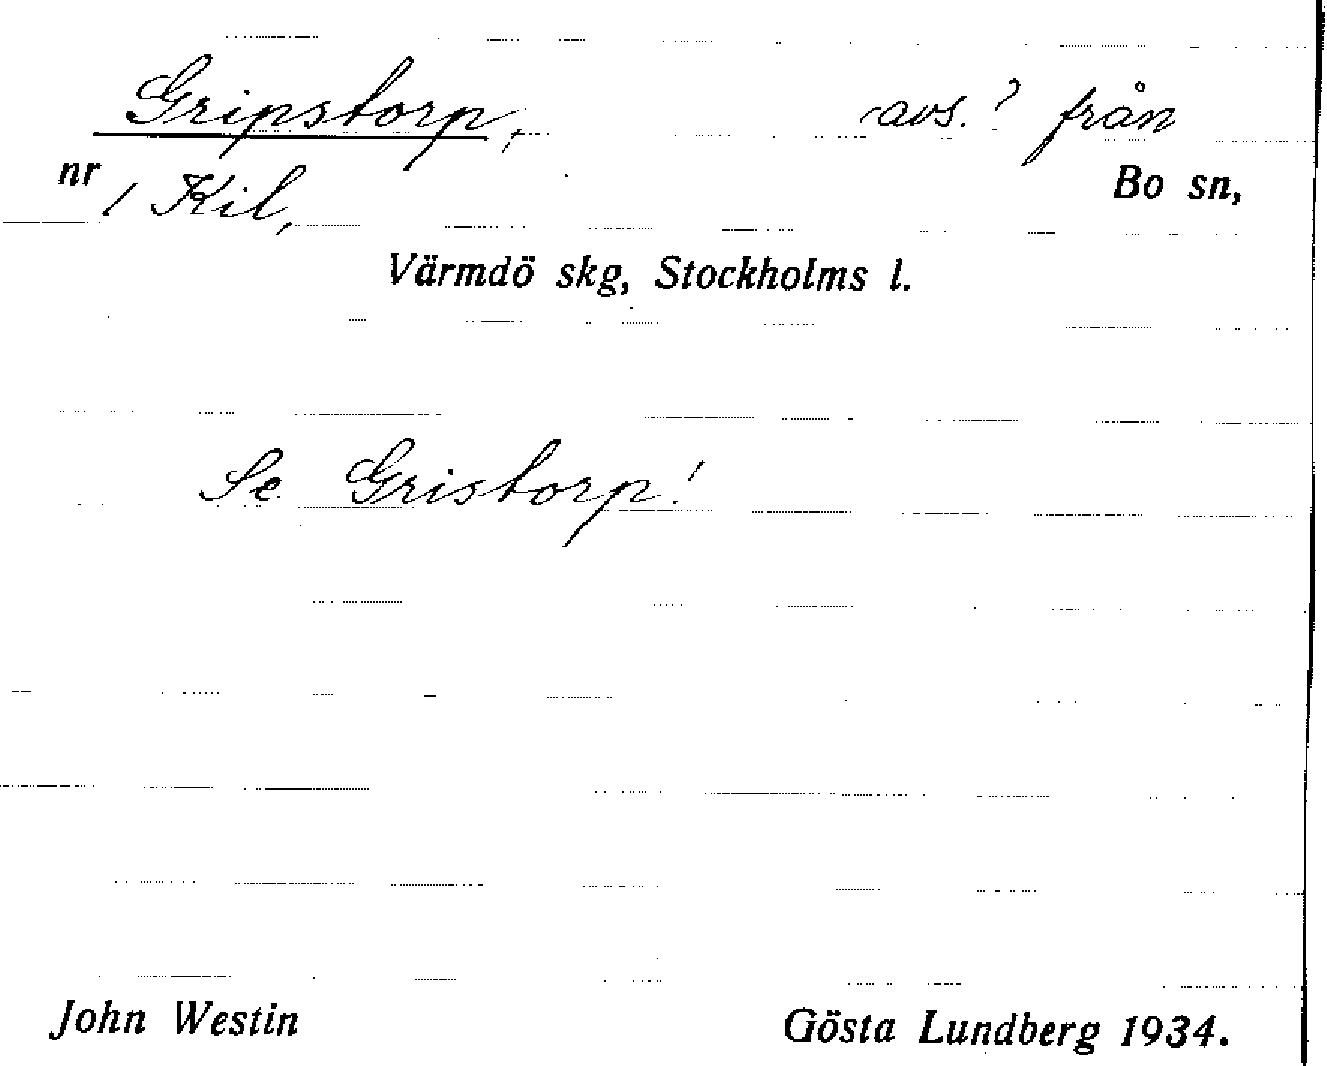 Gripstorp, avs.? från
nr 1 Kil, Bo sn,
Värmdö skg, Stockholms l.
Se Gristorp!
John Westin Gösta Lundberg 1934.